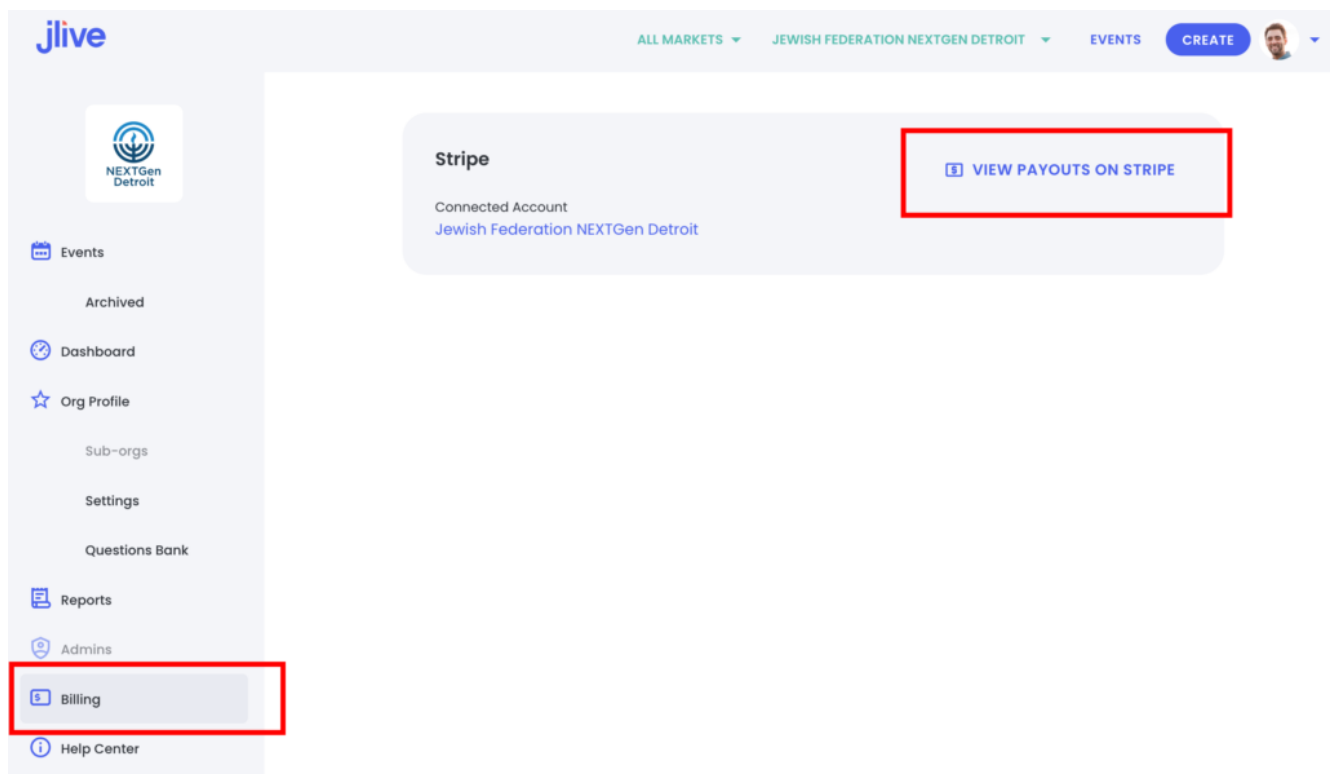 jlive
ALL MARKETS
JEWISH FEDERATION NEXTGEN DETROIT
EVENTS
CREATE
NEXTGen
Detroit
Events
Archived
Dashboard
Org Profile
Sub-orgs
Settings
Questions Bank
Reports
Admins
Billing
Help Center
Stripe
VIEW PAYOUTS ON STRIPE
Connected Account
Jewish Federation NEXTGen Detroit